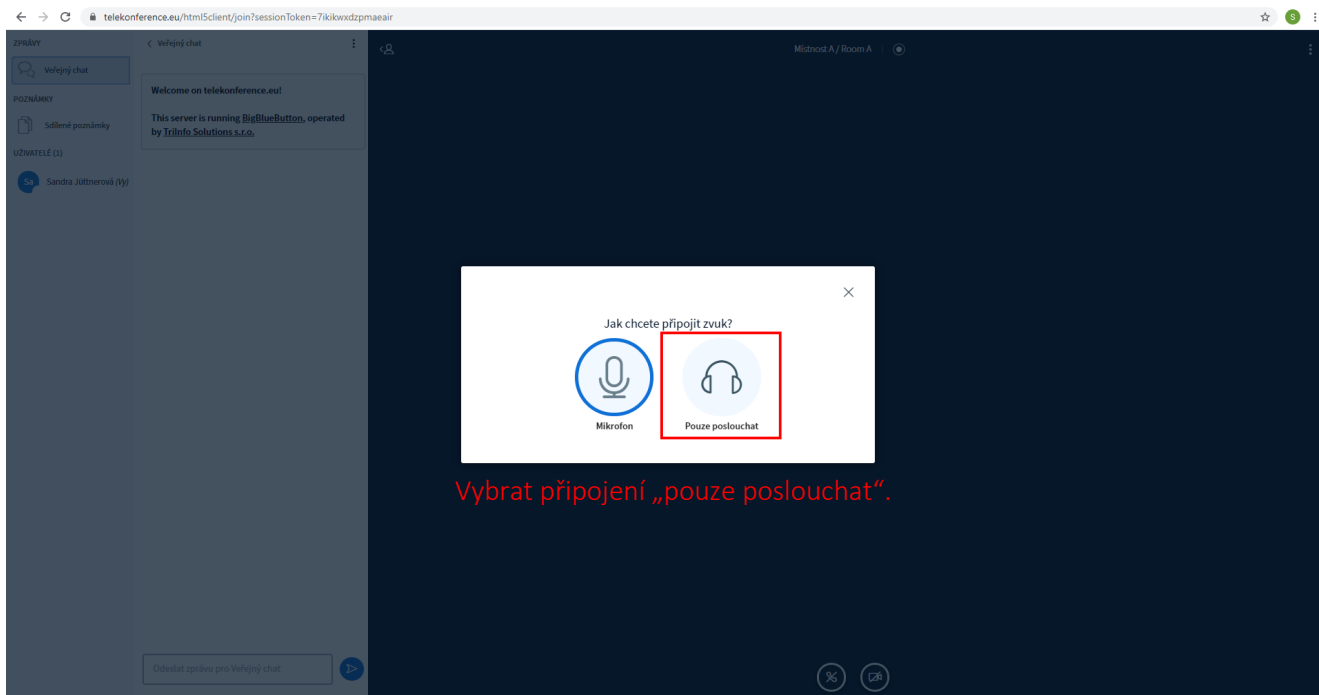 telekonference.eu/html5client/join?sessionToken=7ikikwxdzpmaeair
S
ZPRÁVY
Veřejný chat
POZNÁMKY
Sdílené poznámky
UŽIVATELÉ (1)
Sa
Sandra Jüttnerová (Vy)
Veřejný chat
Welcome on telekonference.eu!
This server is running BigBlueButton, operated
by TriInfo Solutions s.r.o.
Odeslat zprávu pro Veřejný chat
Místnost A / Room A
Jak chcete připojit zvuk?
Mikrofon
Pouze poslouchat
Vybrat připojení „pouze poslouchat“.